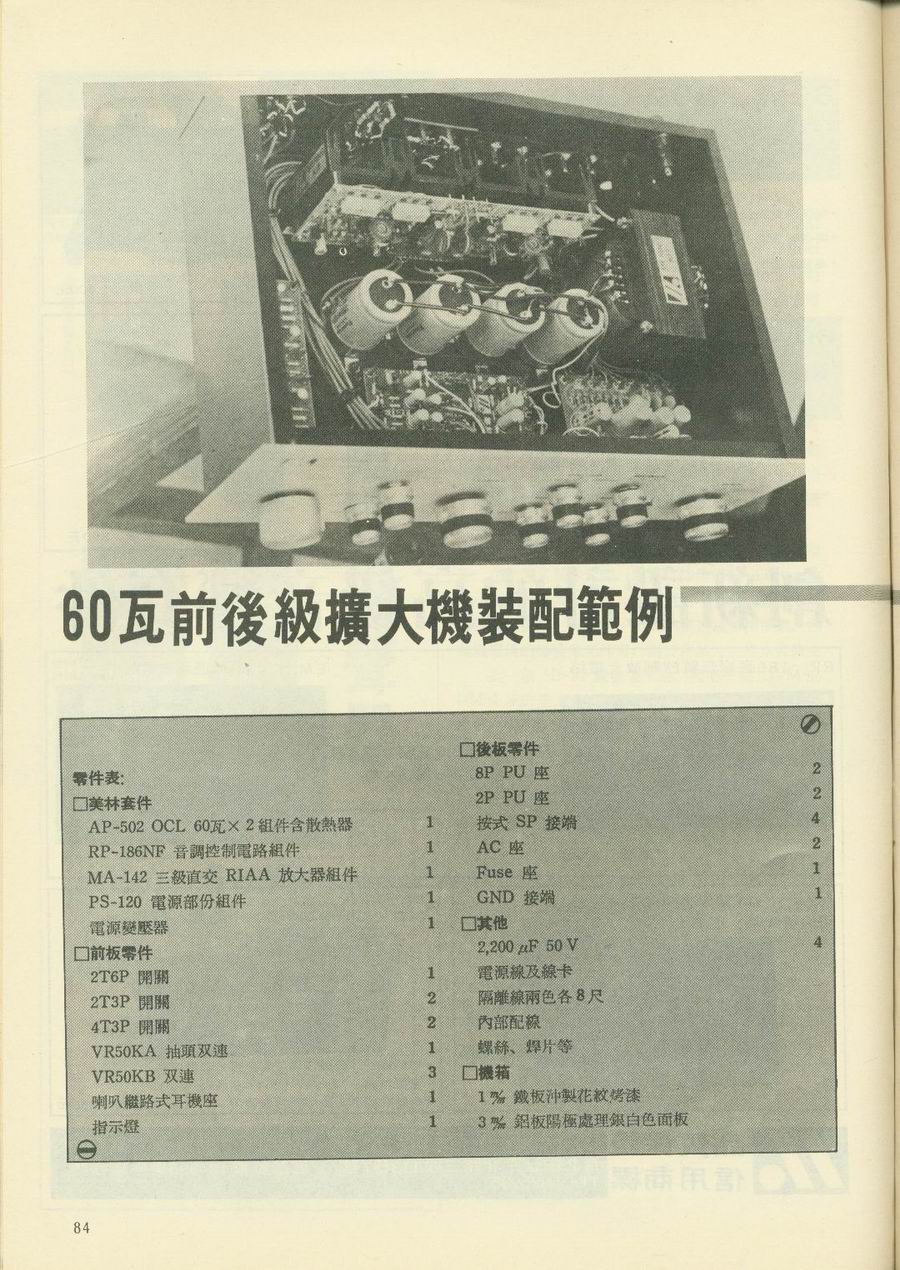 60瓦前後級擴大機裝配範例
零件表:
□美林套件
AP-502 OCL 60瓦×2組件含散熱器 1
RP-186NF 音調控制電路組件 1
MA-142 三級直交 RIAA 放大器組件 1
PS-120 電源部份組件 1
電源變壓器 1
□前板零件
2T6P 開關 1
2T3P 開關 2
4T3P 開關 2
VR50KA 抽頭双連 1
VR50KB 双連 3
喇叭繼路式耳機座 1
指示燈 1
□後板零件
8P PU 座 2
2P PU 座 2
按式 SP 接端 4
AC 座 2
Fuse 座 1
GND 接端 1
□其他
2,200 μF 50 V 4
電源線及線卡
隔離線兩色各8尺
內部配線
螺絲、焊片等
□機箱
1 m/m 鐵板沖製花紋烤漆
3 m/m 鋁板陽極處理銀白色面板
84